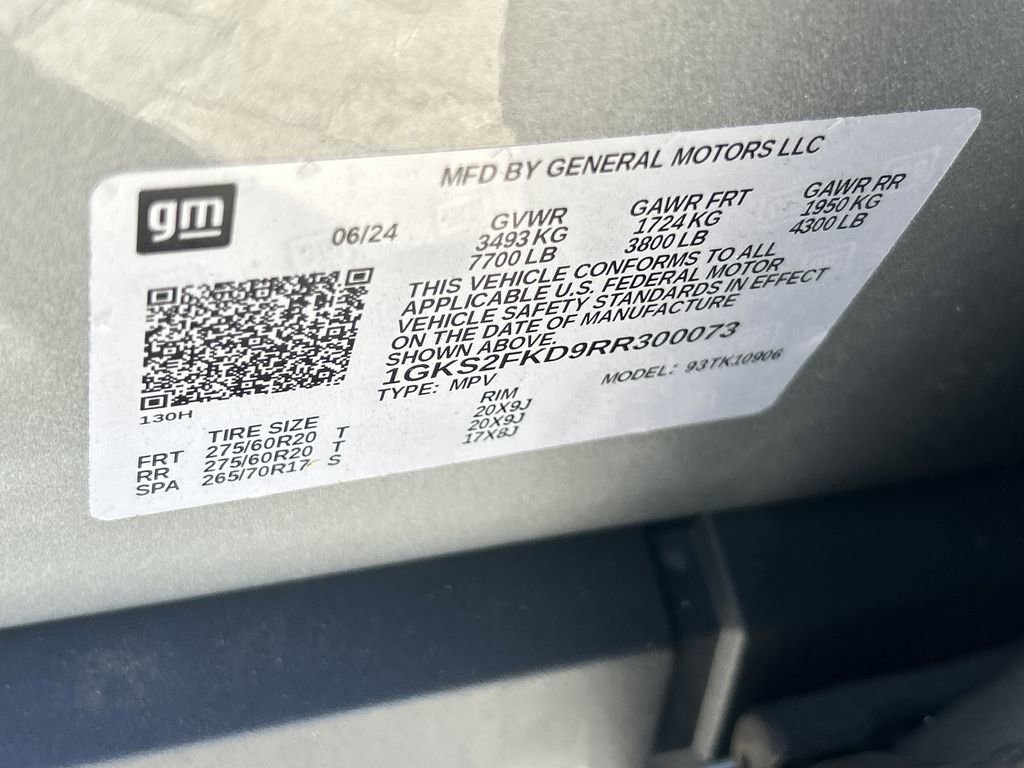 gm
MFD BY GENERAL MOTORS LLC
06/24
GVWR GAWR FRT GAWR RR
3493 KG 1724 KG 1950 KG
7700 LB 3800 LB 4300 LB
THIS VEHICLE CONFORMS TO ALL
APPLICABLE U.S. FEDERAL MOTOR
VEHICLE SAFETY STANDARDS IN EFFECT
ON THE DATE OF MANUFACTURE
SHOWN ABOVE.
1GKS2FKD9RR300073
TYPE: MPV MODEL: 93TK10906
130H
TIRE SIZE RIM
FRT 275/60R20 T 20X9J
RR 275/60R20 T 20X9J
SPA 265/70R17 S 17X8J